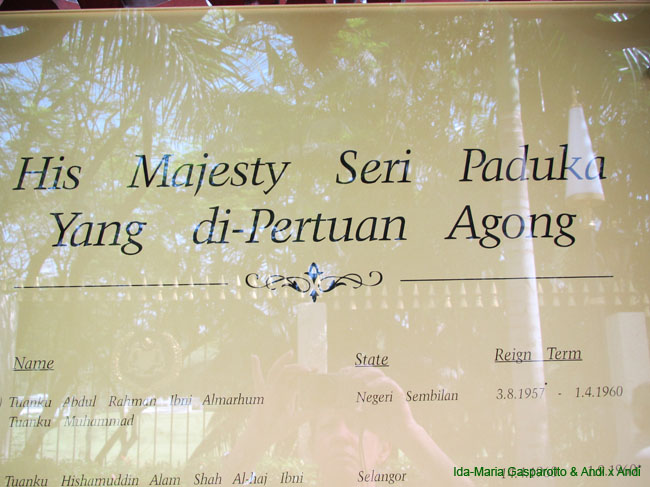 His Majesty Seri Paduka
Yang di-Pertuan Agong
Name State Reign Term
Tuanku Abdul Rahman Ibni Almarhum Negeri Sembilan 3.8.1957 - 1.4.1960
Tuanku Muhammad
Tuanku Hishamuddin Alam Shah Al-haj Ibni Selangor
Ida-Maria Gasparotto & Andi x Andi